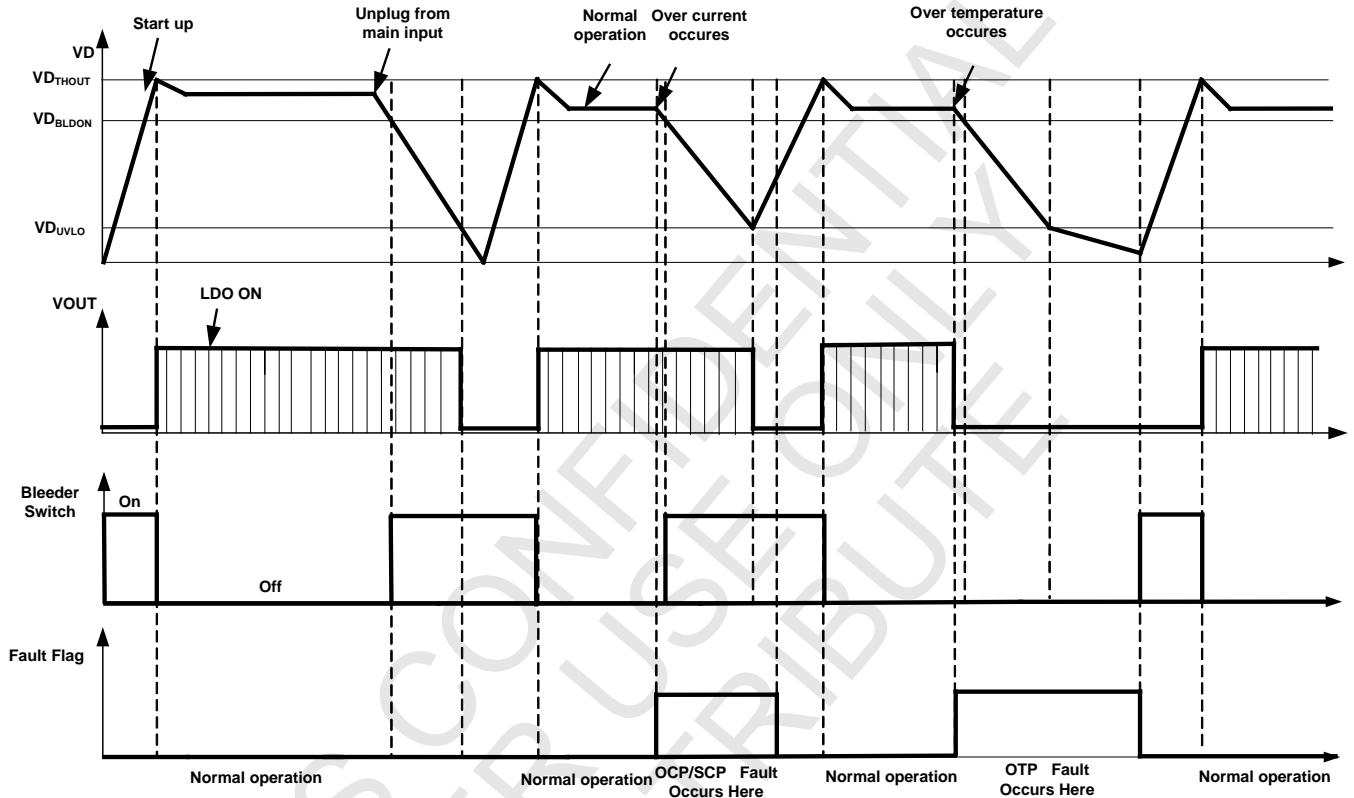 Start up
Unplug from
main input
Normal
operation
Over current
occures
Over temperature
occures
VD
VDTHOUT
VDBLDON
VDUVLO
VOUT
LDO ON
Bleeder
Switch
On
Off
Fault Flag
Normal operation
Normal operation
OCP/SCP Fault
Occurs Here
Normal operation
OTP Fault
Occurs Here
Normal operation
S CONFIDENTIAL
R USE ONLY
TRIBUTE